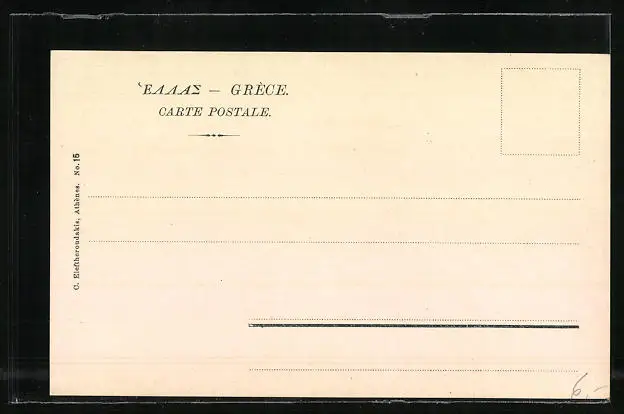 ἙΛΛΑΣ — GRÈCE.
CARTE POSTALE.
C. Eleftheroudakis, Athènes. No. 15
6,-